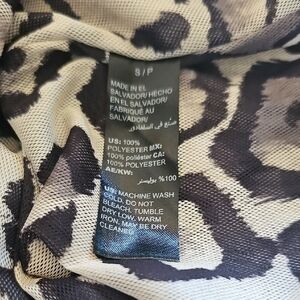 S / P
MADE IN EL
SALVADOR/ HECHO
EN EL SALVADOR/
FABRIQUÉ AU
SALVADOR/
صنع في السلفادور
US: 100%
POLYESTER MX:
100% poliéster CA:
100% POLYESTER
AE/KW:
100% بوليستر
US: MACHINE WASH
COLD. DO NOT
BLEACH. TUMBLE
DRY LOW. WARM
IRON. MAY BE DRY
CLEANED.